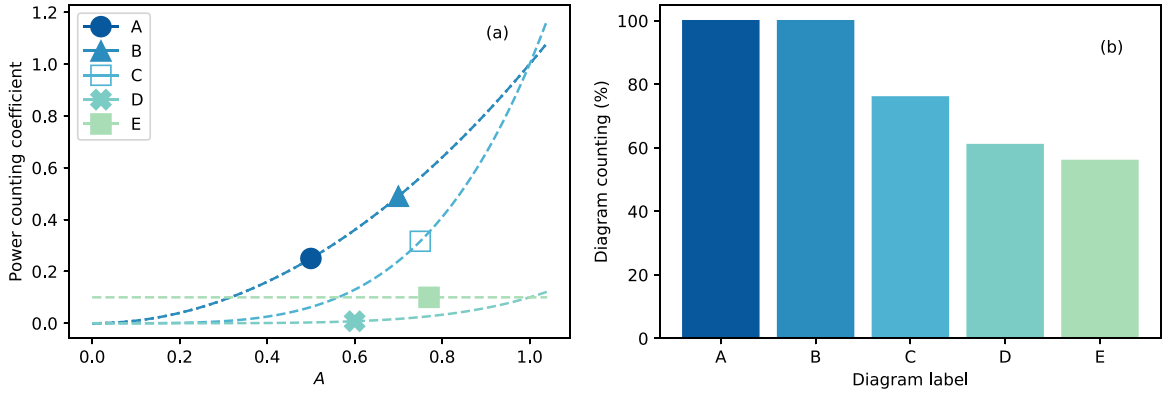 (a)
A
B
C
D
E
Power counting coefficient
1.2
1.0
0.8
0.6
0.4
0.2
0.0
0.0 0.2 0.4 0.6 0.8 1.0
A
(b)
Diagram counting (%)
100
80
60
40
20
0
A B C D E
Diagram label